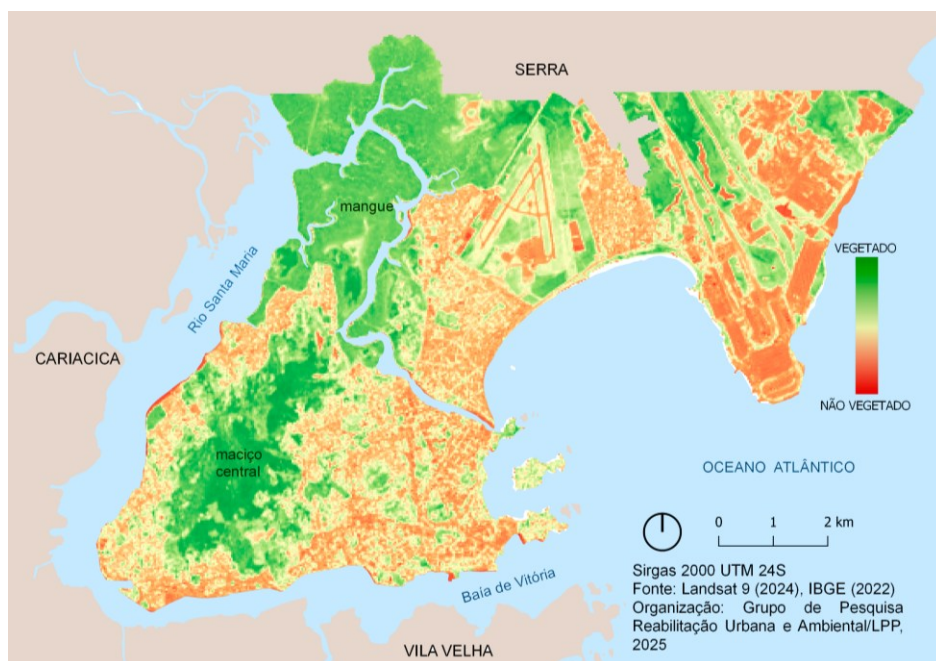 SERRA
mangue
VEGETADO
Rio Santa Maria
CARIACICA
NÃO VEGETADO
maciço
central
OCEANO ATLÂNTICO
0 1 2 km
Sirgas 2000 UTM 24S
Fonte: Landsat 9 (2024), IBGE (2022)
Organização: Grupo de Pesquisa
Reabilitação Urbana e Ambiental/LPP,
2025
Baía de Vitória
VILA VELHA